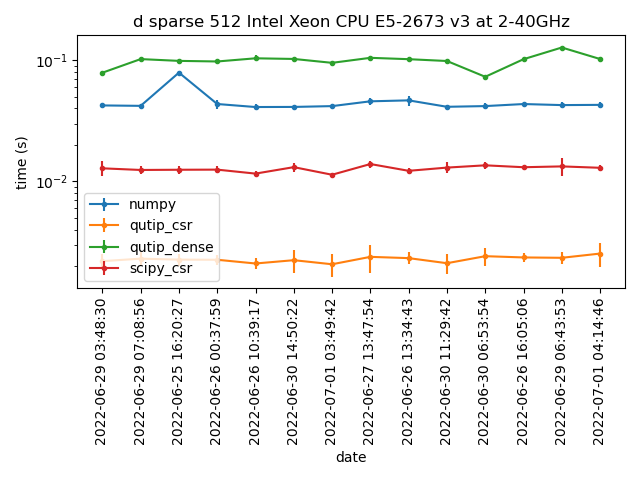 d sparse 512 Intel Xeon CPU E5-2673 v3 at 2-40GHz
time (s)
10⁻¹
10⁻²
numpy
qutip_csr
qutip_dense
scipy_csr
2022-06-29 03:48:30
2022-06-29 07:08:56
2022-06-25 16:20:27
2022-06-26 00:37:59
2022-06-26 10:39:17
2022-06-30 14:50:22
2022-07-01 03:49:42
2022-06-27 13:47:54
2022-06-26 13:34:43
2022-06-30 11:29:42
2022-06-30 06:53:54
2022-06-26 16:05:06
2022-06-29 06:43:53
2022-07-01 04:14:46
date